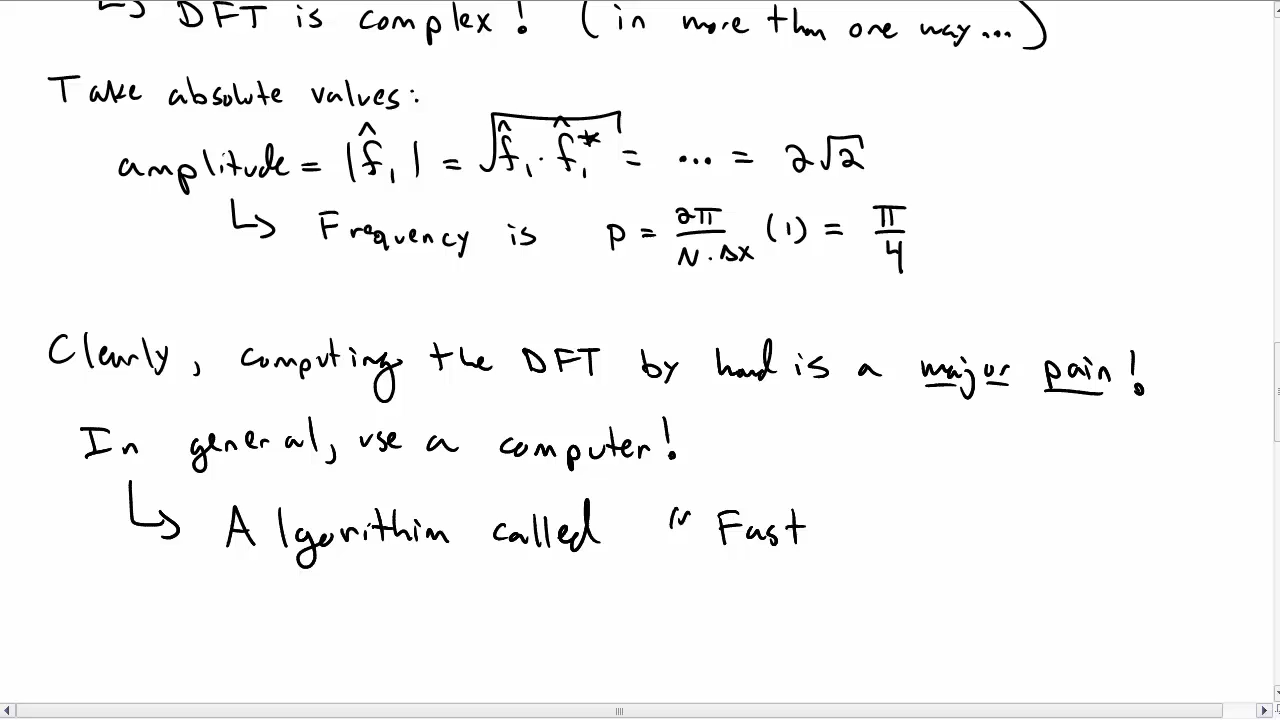 ↳ DFT is complex! (in more than one way...)
Take absolute values:
amplitude = |f̂₁| = √(f̂₁ · f̂₁*) = ... = 2√2
↳ Frequency is p = 2π/(N·Δx) (1) = π/4
Clearly, computing the DFT by hand is a major pain!
In general, use a computer!
↳ Algorithim called "Fast